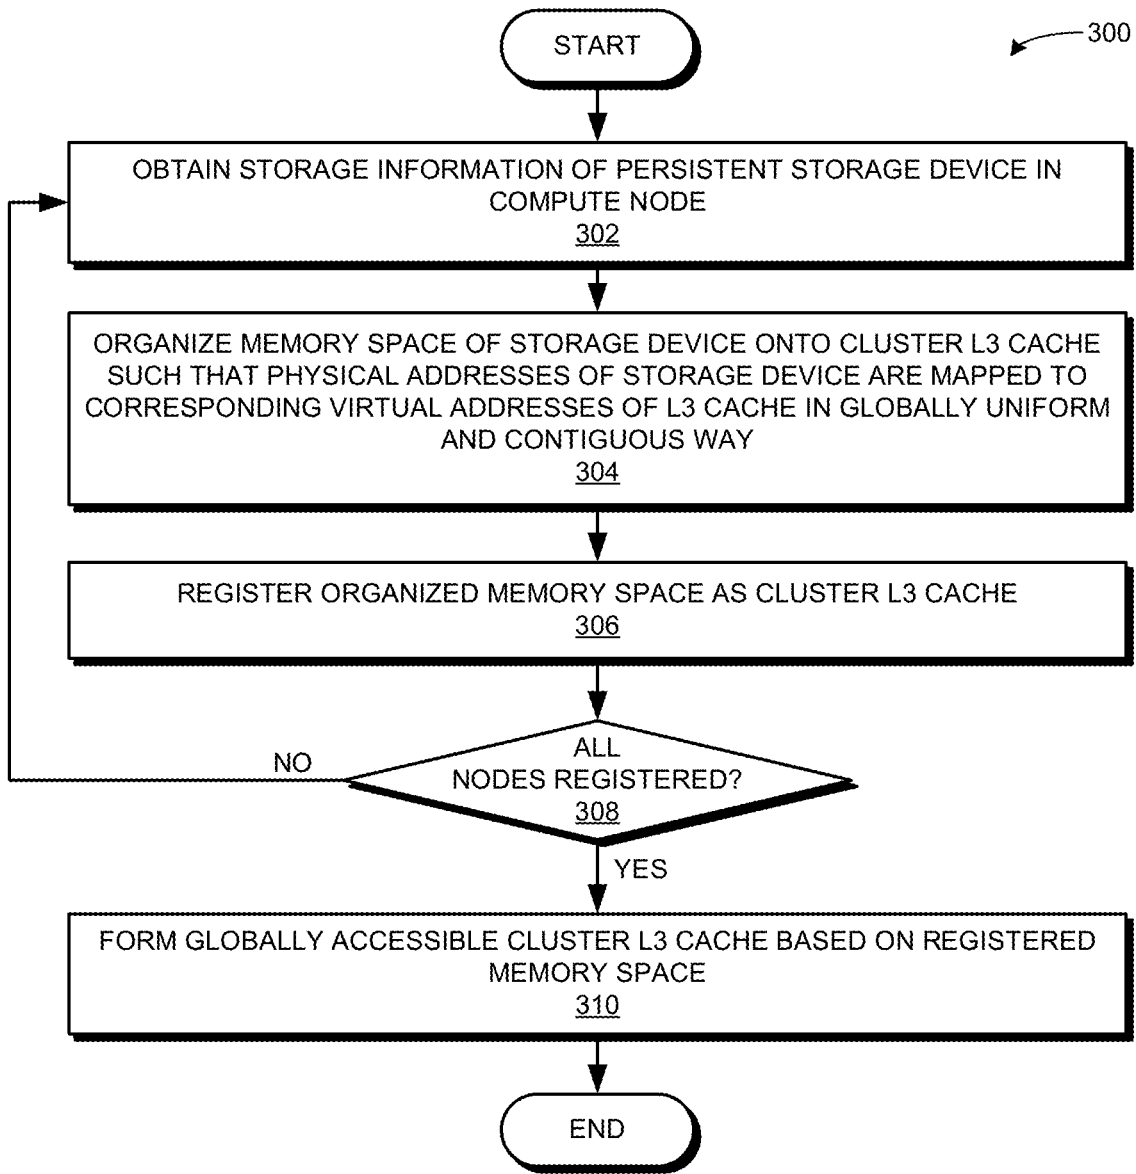 START
300
OBTAIN STORAGE INFORMATION OF PERSISTENT STORAGE DEVICE IN
COMPUTE NODE
302
ORGANIZE MEMORY SPACE OF STORAGE DEVICE ONTO CLUSTER L3 CACHE
SUCH THAT PHYSICAL ADDRESSES OF STORAGE DEVICE ARE MAPPED TO
CORRESPONDING VIRTUAL ADDRESSES OF L3 CACHE IN GLOBALLY UNIFORM
AND CONTIGUOUS WAY
304
REGISTER ORGANIZED MEMORY SPACE AS CLUSTER L3 CACHE
306
ALL
NODES REGISTERED?
308
NO
YES
FORM GLOBALLY ACCESSIBLE CLUSTER L3 CACHE BASED ON REGISTERED
MEMORY SPACE
310
END